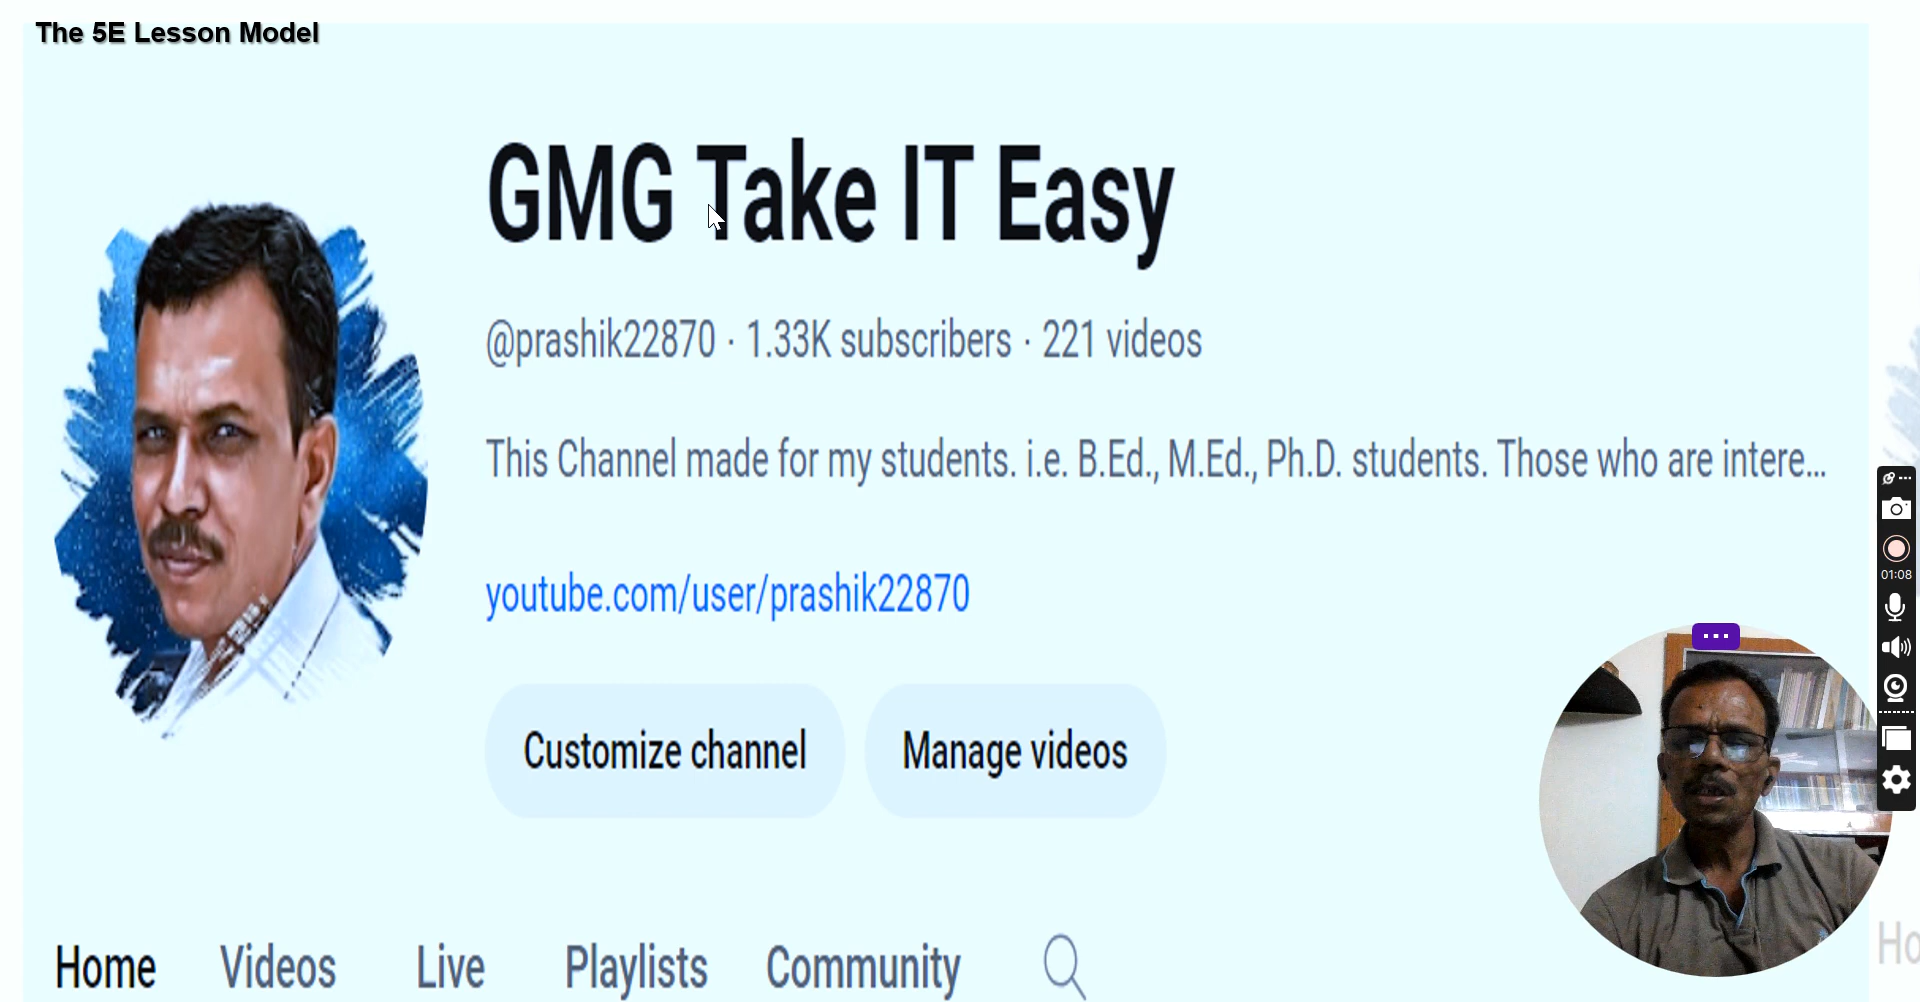 The 5E Lesson Model
GMG Take IT Easy
@prashik22870 · 1.33K subscribers · 221 videos
This Channel made for my students. i.e. B.Ed., M.Ed., Ph.D. students. Those who are intere...
youtube.com/user/prashik22870
Customize channel Manage videos
01:08
Home Videos Live Playlists Community
Ho